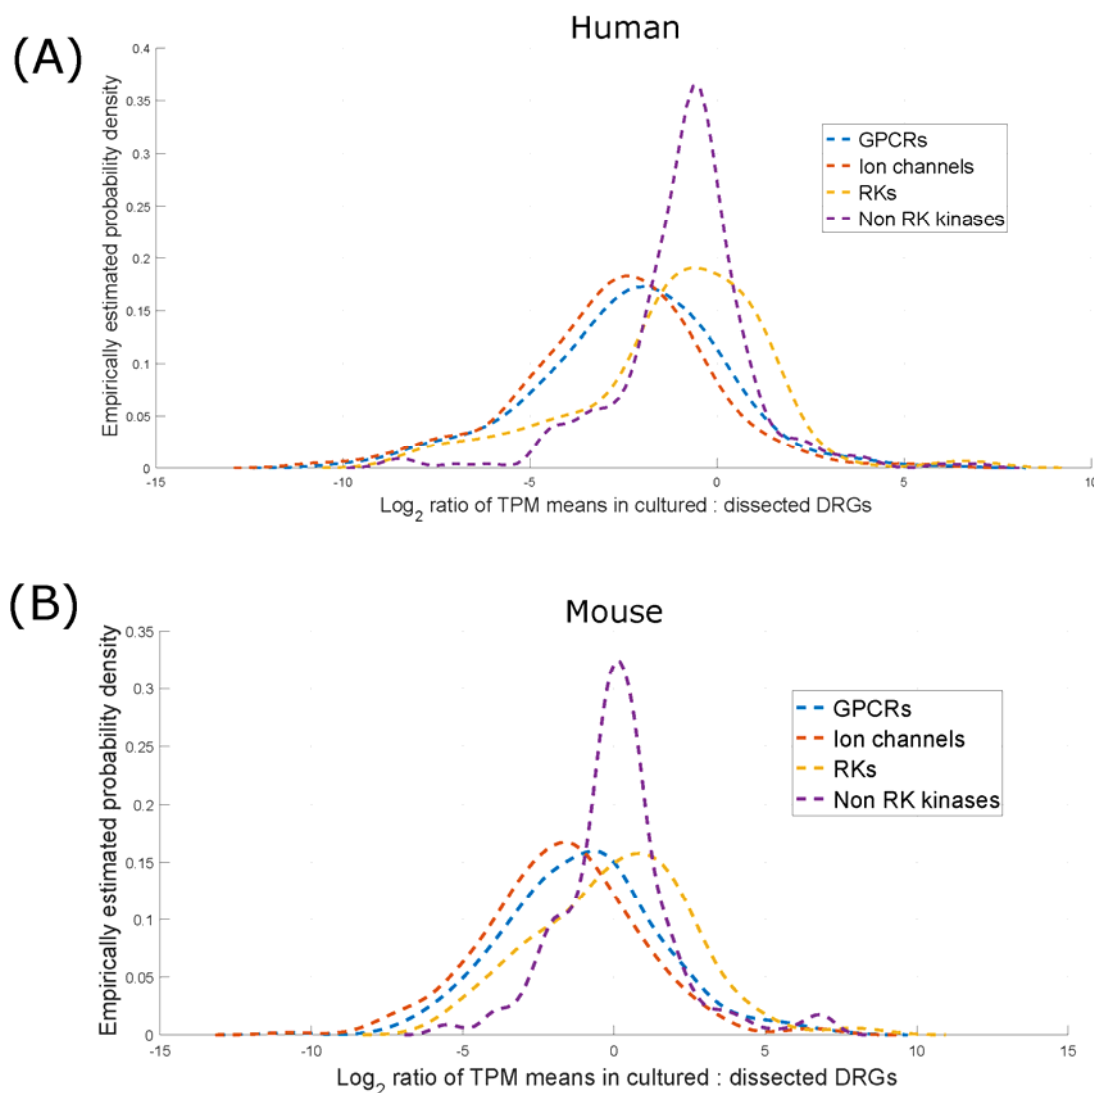 (A)
Human
Empirically estimated probability density
0.4
0.35
0.3
0.25
0.2
0.15
0.1
0.05
0
-15
-10
-5
0
5
10
GPCRs
Ion channels
RKs
Non RK kinases
Log2 ratio of TPM means in cultured : dissected DRGs
(B)
Mouse
Empirically estimated probability density
0.35
0.3
0.25
0.2
0.15
0.1
0.05
0
-15
-10
-5
0
5
10
15
GPCRs
Ion channels
RKs
Non RK kinases
Log2 ratio of TPM means in cultured : dissected DRGs